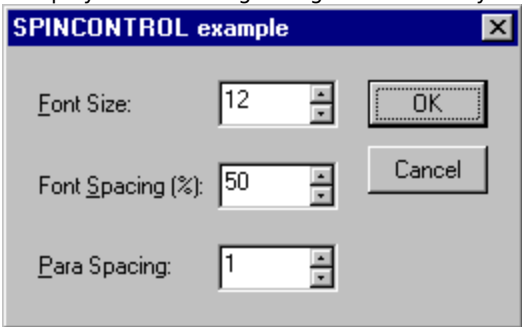 SPINCONTROL example
Font Size: 12 OK
Font Spacing (%): 50 Cancel
Para Spacing: 1